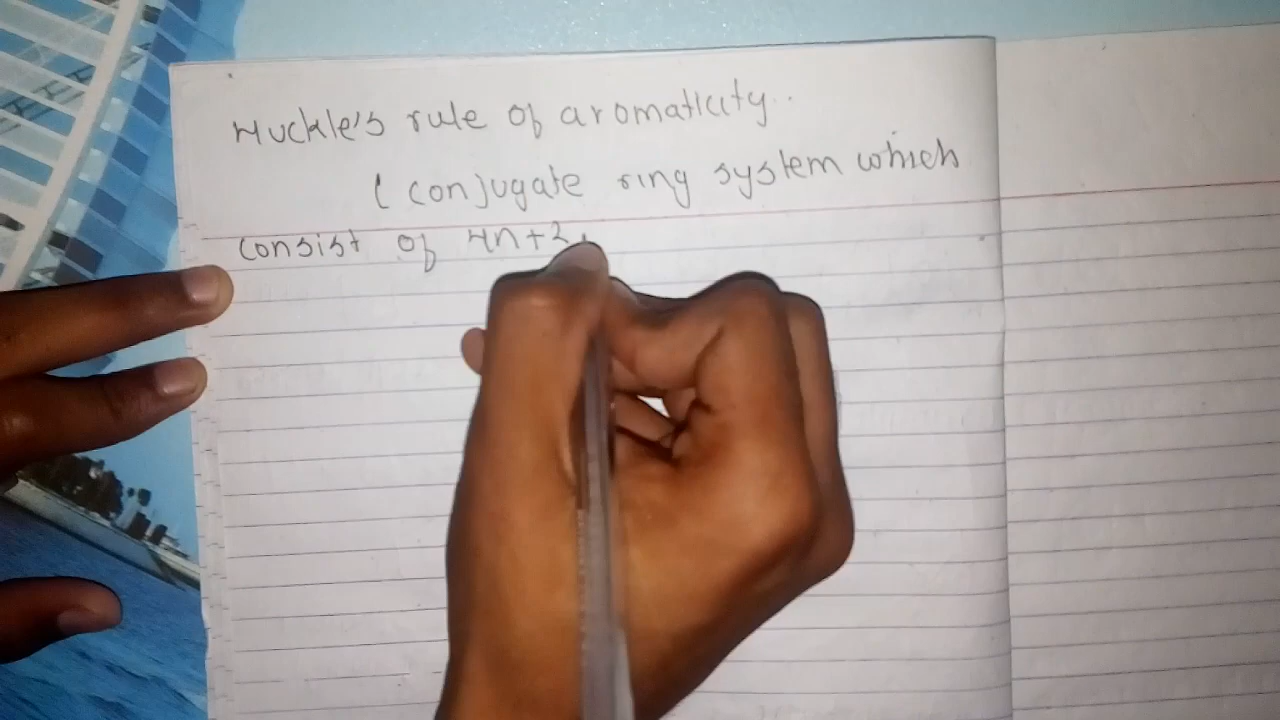 Huckle's rule of aromaticity..
( conjugate ring system which
consist of 4n+2